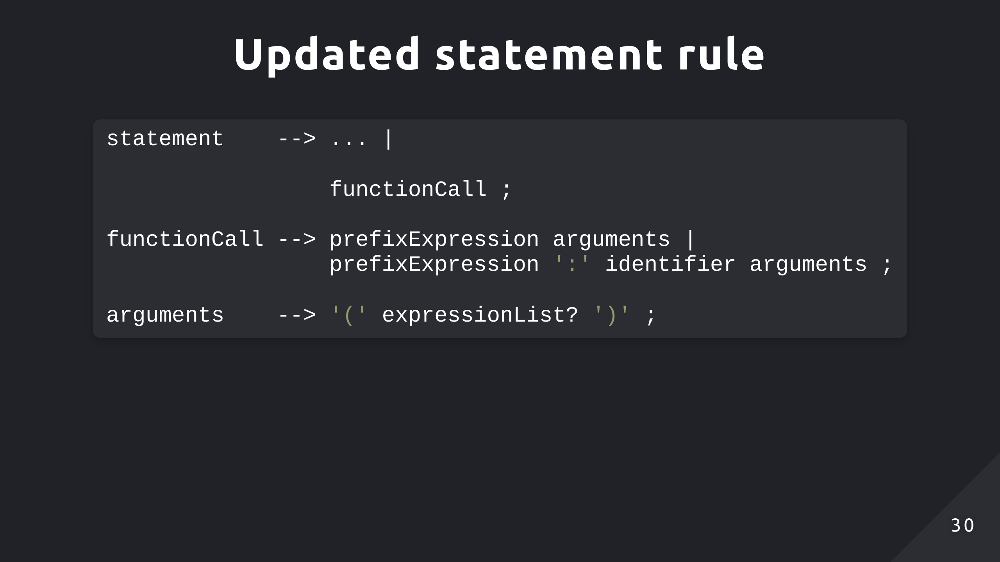 Updated statement rule
statement    --> ... |
functionCall ;
functionCall --> prefixExpression arguments |
prefixExpression ':' identifier arguments ;
arguments    --> '(' expressionList? ')' ;
30